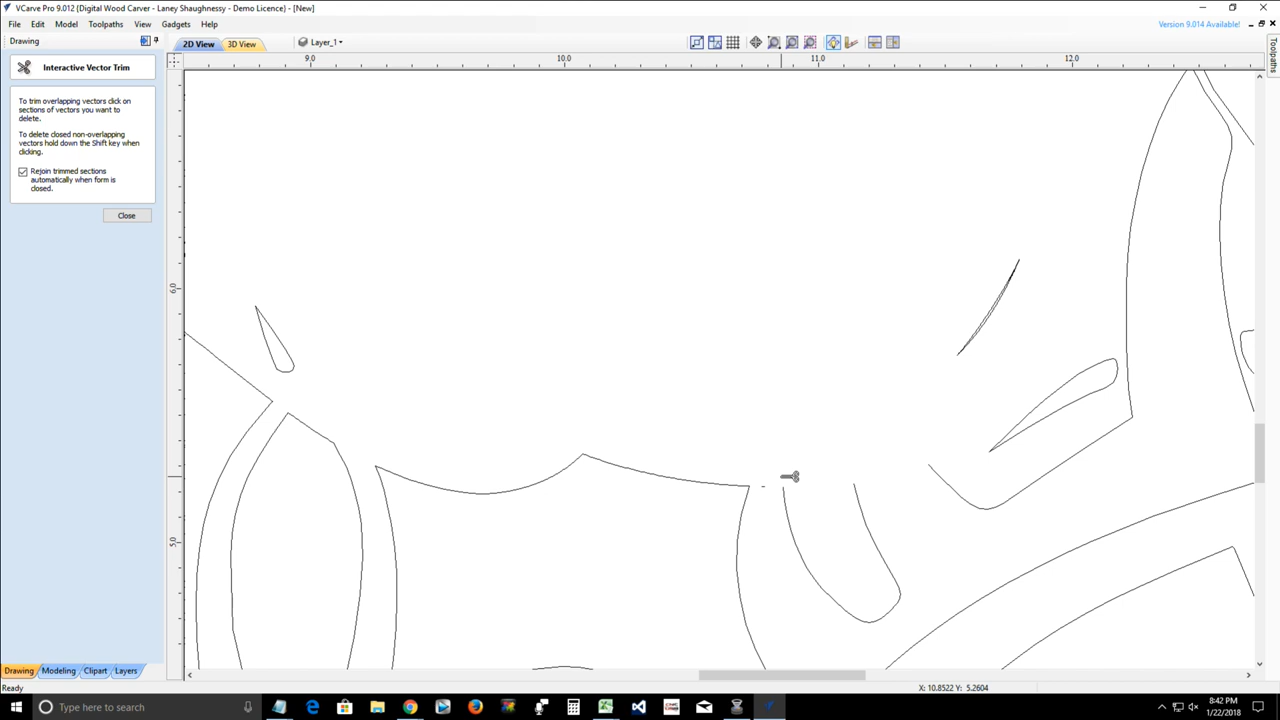 VCarve Pro 9.012 {Digital Wood Carver - Laney Shaughnessy - Demo Licence} - [New]
File Edit Model Toolpaths View Gadgets Help
Version 9.014 Available!
Drawing
2D View 3D View Layer_1
Toolpaths
9.0 10.0 11.0 12.0
Interactive Vector Trim
To trim overlapping vectors click on
sections of vectors you want to
delete.
To delete closed non-overlapping
vectors hold down the Shift key when
clicking.
Rejoin trimmed sections
automatically when form is
closed.
Close
6.0
5.0
Drawing Modeling Clipart Layers
Ready
X: 10.8522 Y: 5.2604
Type here to search
8:42 PM
1/22/2018